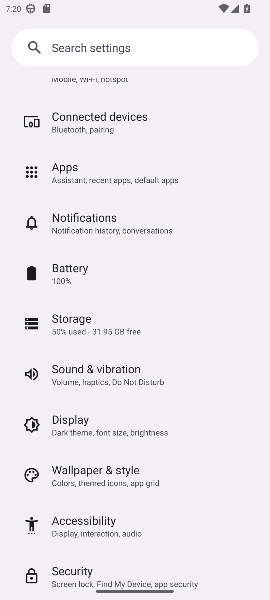 7:20
Search settings
Mobile, Wi-Fi, hotspot
Connected devices
Bluetooth, pairing
Apps
Assistant, recent apps, default apps
Notifications
Notification history, conversations
Battery
100%
Storage
50% used - 31.95 GB free
Sound & vibration
Volume, haptics, Do Not Disturb
Display
Dark theme, font size, brightness
Wallpaper & style
Colors, themed icons, app grid
Accessibility
Display, interaction, audio
Security
Screen lock, Find My Device, app security